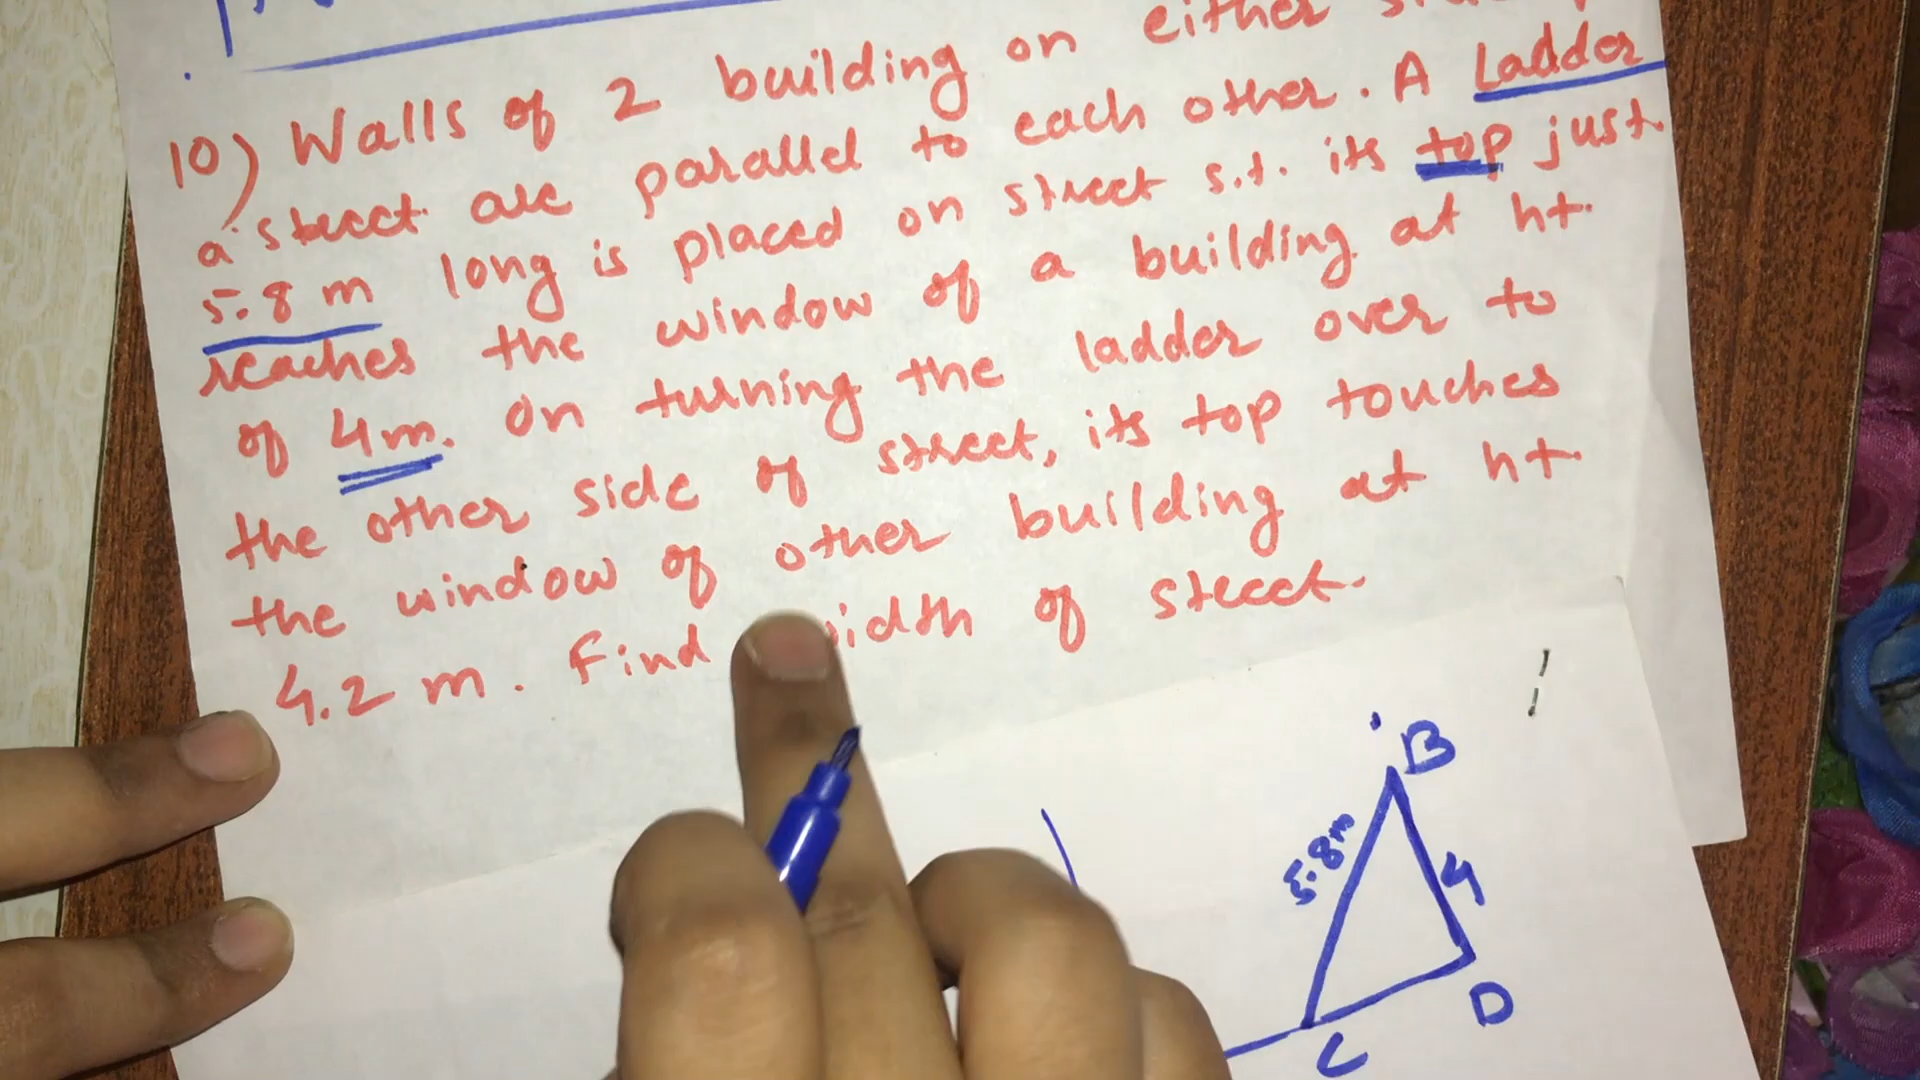 10) Walls of 2 building on either
a street are parallel to each other. A Ladder
5.8 m long is placed on street s.t. its top just
reaches the window of a building at ht.
of 4m. On turning the ladder over to
the other side of street, its top touches
the window of other building at ht
4.2 m. Find width of street.
B
5.8m
4
D
C